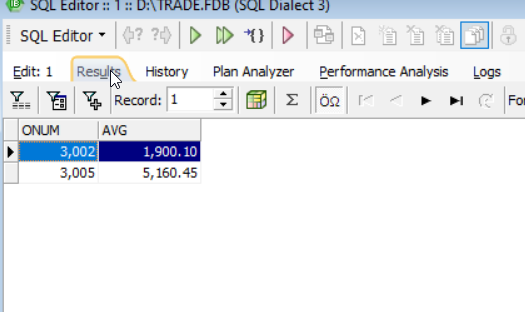 SQL Editor :: 1 :: D:\TRADE.FDB (SQL Dialect 3)
SQL Editor
Edit: 1 Results History Plan Analyzer Performance Analysis Logs
Record: 1 Σ ÖΩ For
ONUM AVG
3,002 1,900.10
3,005 5,160.45